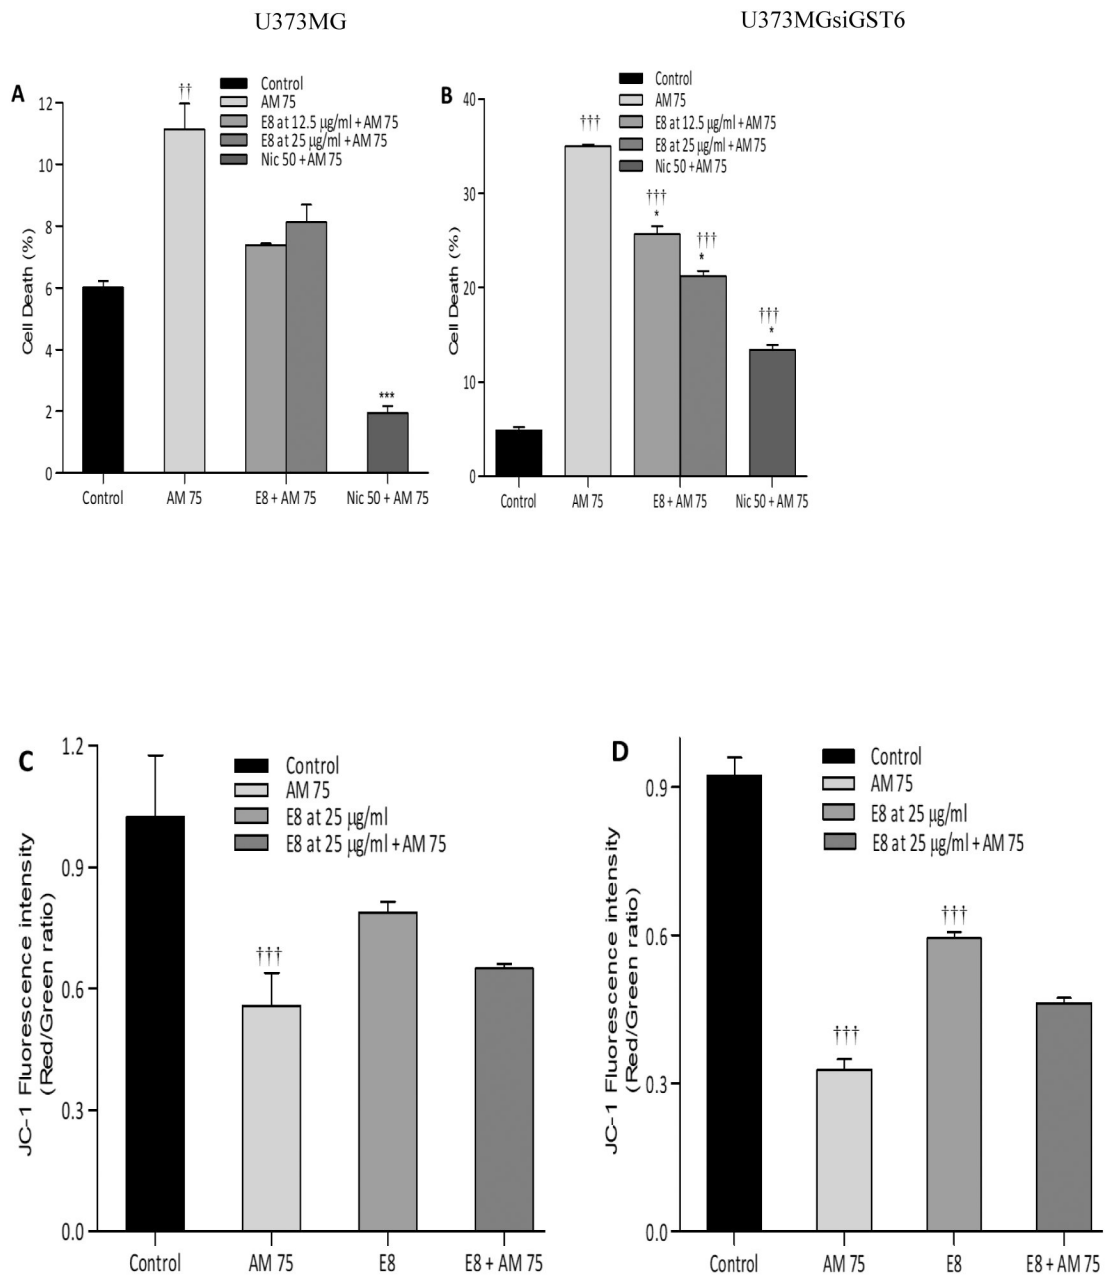 U373MG
U373MGsiGST6
A
Control
AM 75
E8 at 12.5 µg/ml + AM 75
E8 at 25 µg/ml + AM 75
Nic 50 + AM 75
Cell Death (%)
12
10
8
6
4
2
0
††
***
Control
AM 75
E8 + AM 75
Nic 50 + AM 75
B
Control
AM 75
E8 at 12.5 µg/ml + AM 75
E8 at 25 µg/ml + AM 75
Nic 50 + AM 75
Cell Death (%)
40
30
20
10
0
†††
†††
*
†††
*
†††
*
Control
AM 75
E8 + AM 75
Nic 50 + AM 75
C
Control
AM 75
E8 at 25 µg/ml
E8 at 25 µg/ml + AM 75
JC-1 Fluorescence intensity
(Red/Green ratio)
1.2
0.9
0.6
0.3
0.0
†††
Control
AM 75
E8
E8 + AM 75
D
Control
AM 75
E8 at 25 µg/ml
E8 at 25 µg/ml + AM 75
JC-1 Fluorescence intensity
(Red/Green ratio)
0.9
0.6
0.3
0.0
†††
†††
Control
AM 75
E8
E8 + AM 75